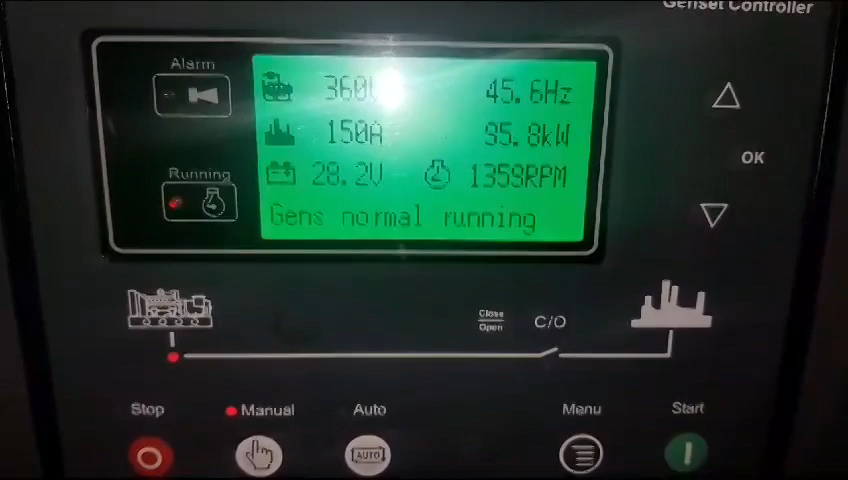 Genset Controller
Alarm
360V 45.6Hz
150A 95.8kW
Running
28.2V 1359RPM
Gens normal running
OK
Close
Open
C/O
Stop
Manual
Auto
Menu
Start
AUTO